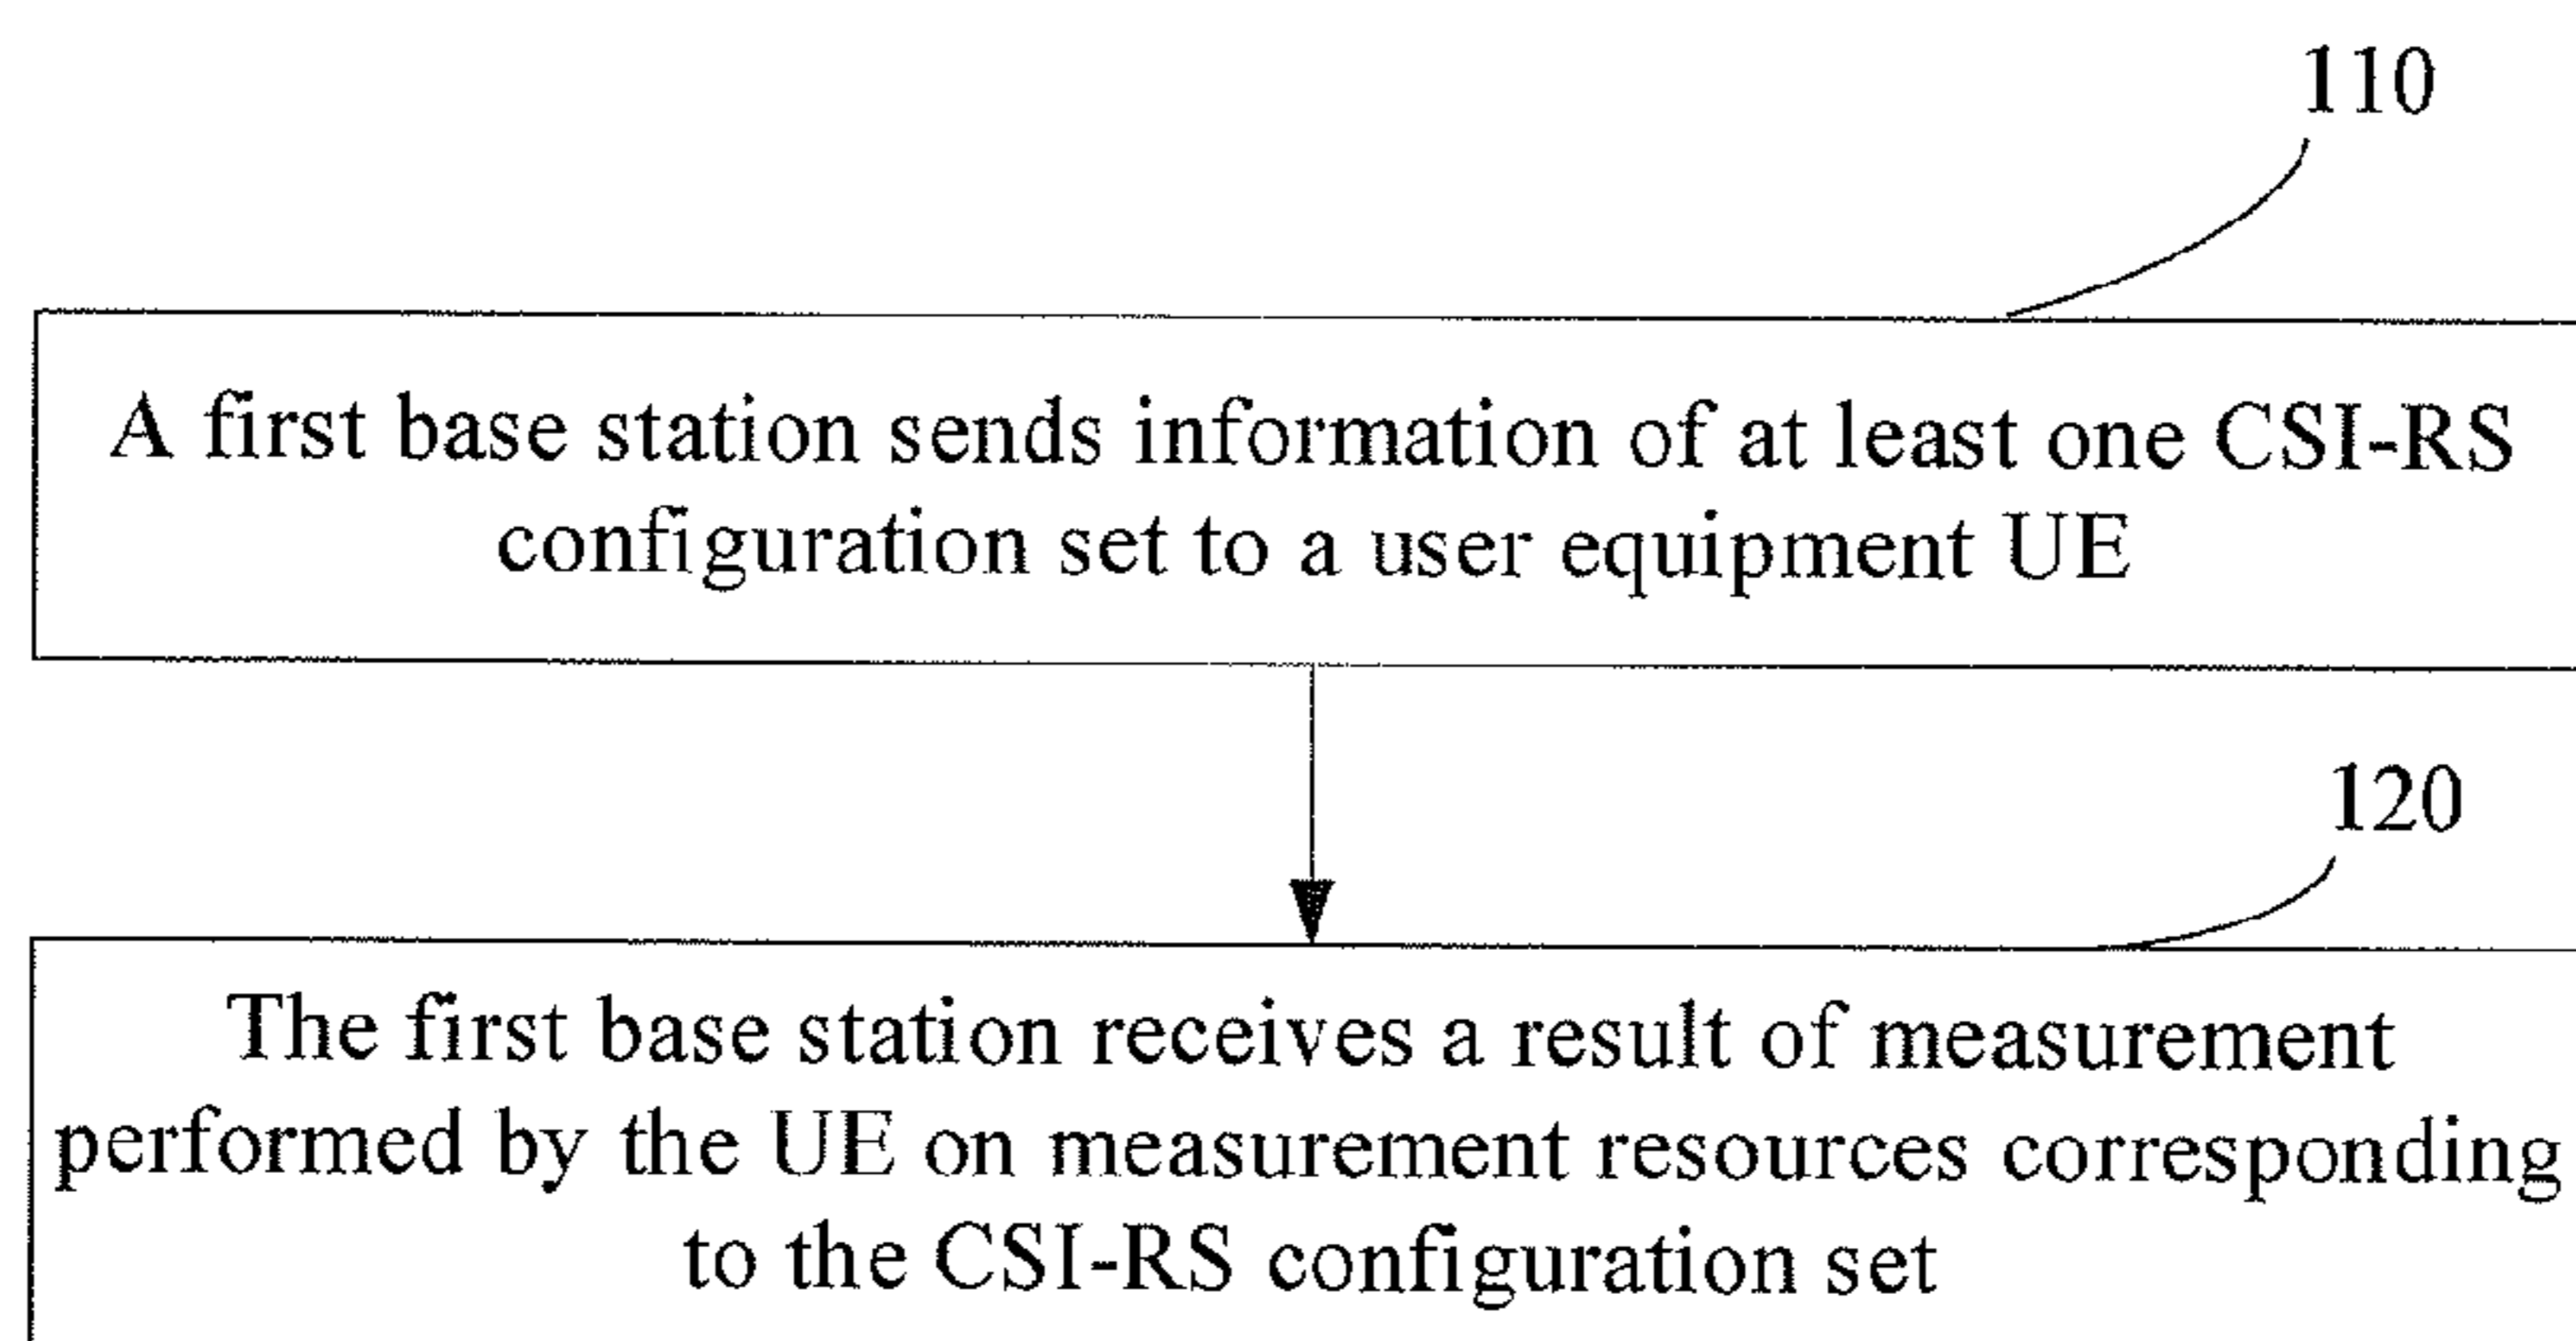 110
A first base station sends information of at least one CSI-RS
configuration set to a user equipment UE
120
The first base station receives a result of measurement
performed by the UE on measurement resources corresponding
to the CSI-RS configuration set